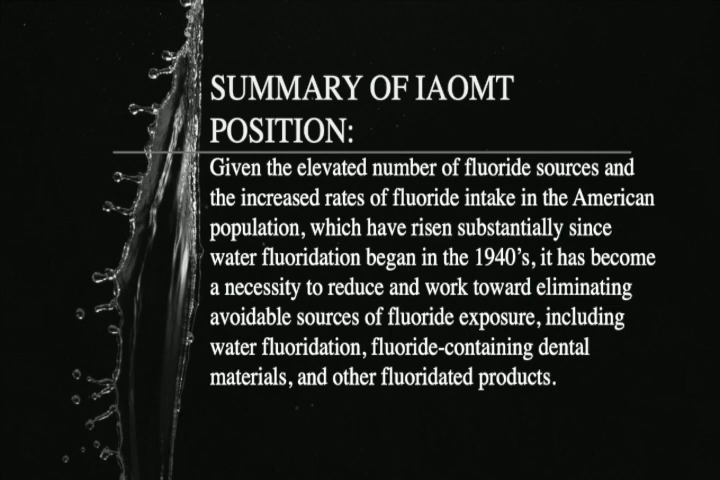 SUMMARY OF IAOMT
POSITION:
Given the elevated number of fluoride sources and
the increased rates of fluoride intake in the American
population, which have risen substantially since
water fluoridation began in the 1940's, it has become
a necessity to reduce and work toward eliminating
avoidable sources of fluoride exposure, including
water fluoridation, fluoride-containing dental
materials, and other fluoridated products.